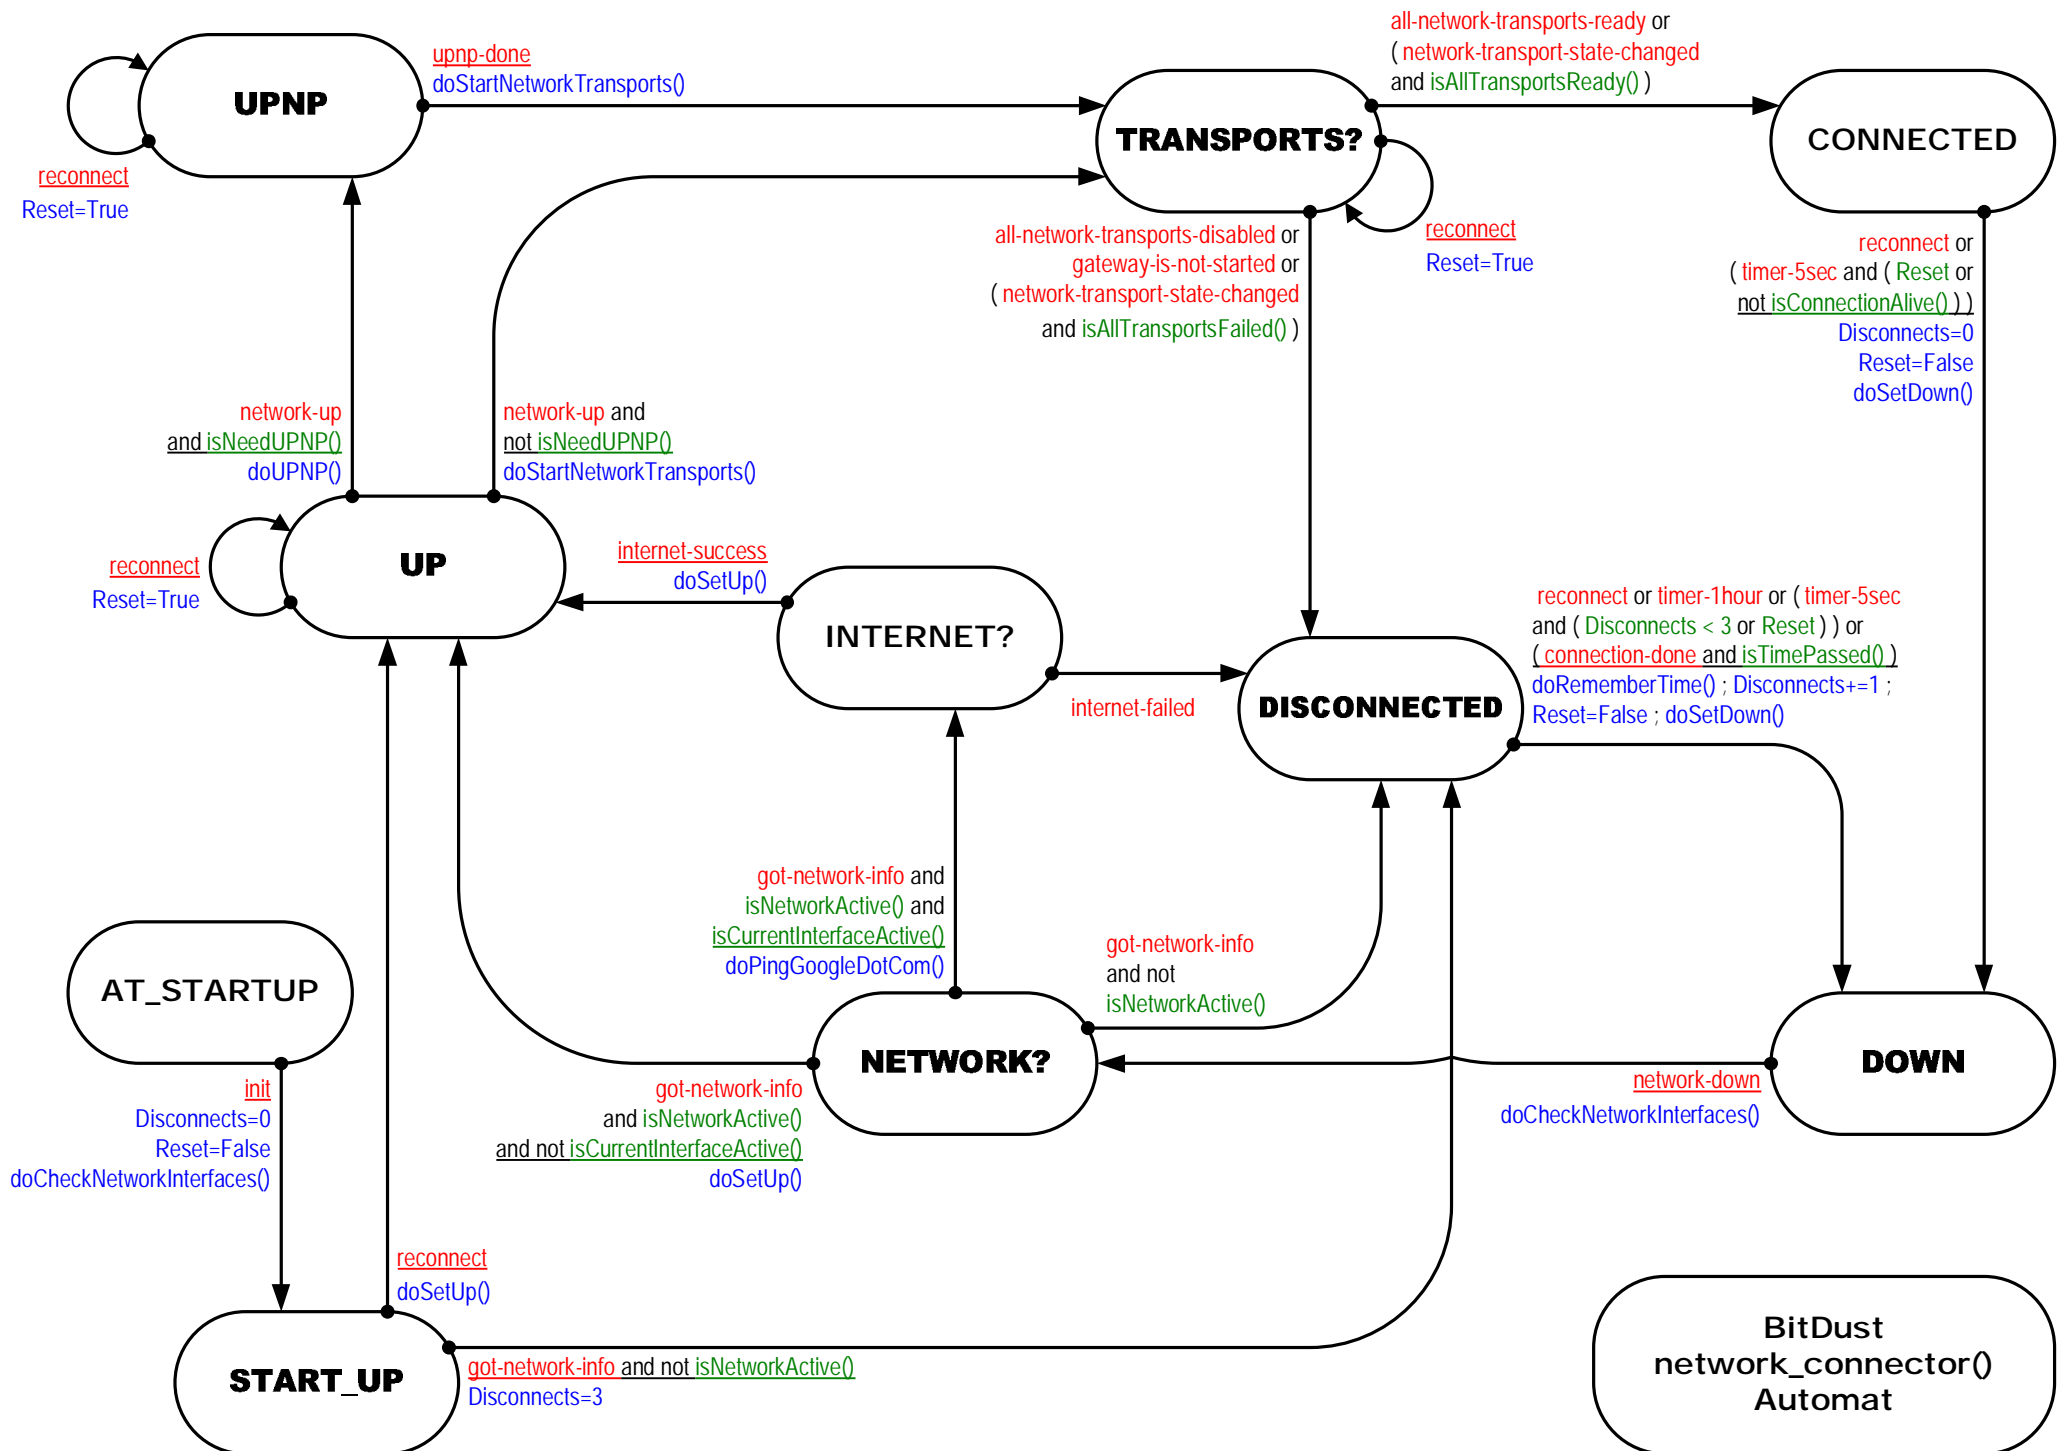 UPNP
reconnect
Reset=True
upnp-done
doStartNetworkTransports()
TRANSPORTS?
all-network-transports-ready or
( network-transport-state-changed
and isAllTransportsReady() )
CONNECTED
reconnect
Reset=True
all-network-transports-disabled or
gateway-is-not-started or
( network-transport-state-changed
and isAllTransportsFailed() )
reconnect or
( timer-5sec and ( Reset or
not isConnectionAlive() ) )
Disconnects=0
Reset=False
doSetDown()
network-up
and isNeedUPNP()
doUPNP()
network-up and
not isNeedUPNP()
doStartNetworkTransports()
UP
reconnect
Reset=True
internet-success
doSetUp()
INTERNET?
internet-failed
DISCONNECTED
reconnect or timer-1hour or ( timer-5sec
and ( Disconnects < 3 or Reset ) ) or
( connection-done and isTimePassed() )
doRememberTime() ; Disconnects+=1 ;
Reset=False ; doSetDown()
got-network-info and
isNetworkActive() and
isCurrentInterfaceActive()
doPingGoogleDotCom()
got-network-info
and not
isNetworkActive()
AT_STARTUP
init
Disconnects=0
Reset=False
doCheckNetworkInterfaces()
NETWORK?
got-network-info
and isNetworkActive()
and not isCurrentInterfaceActive()
doSetUp()
DOWN
network-down
doCheckNetworkInterfaces()
reconnect
doSetUp()
START_UP
got-network-info and not isNetworkActive()
Disconnects=3
BitDust
network_connector()
Automat